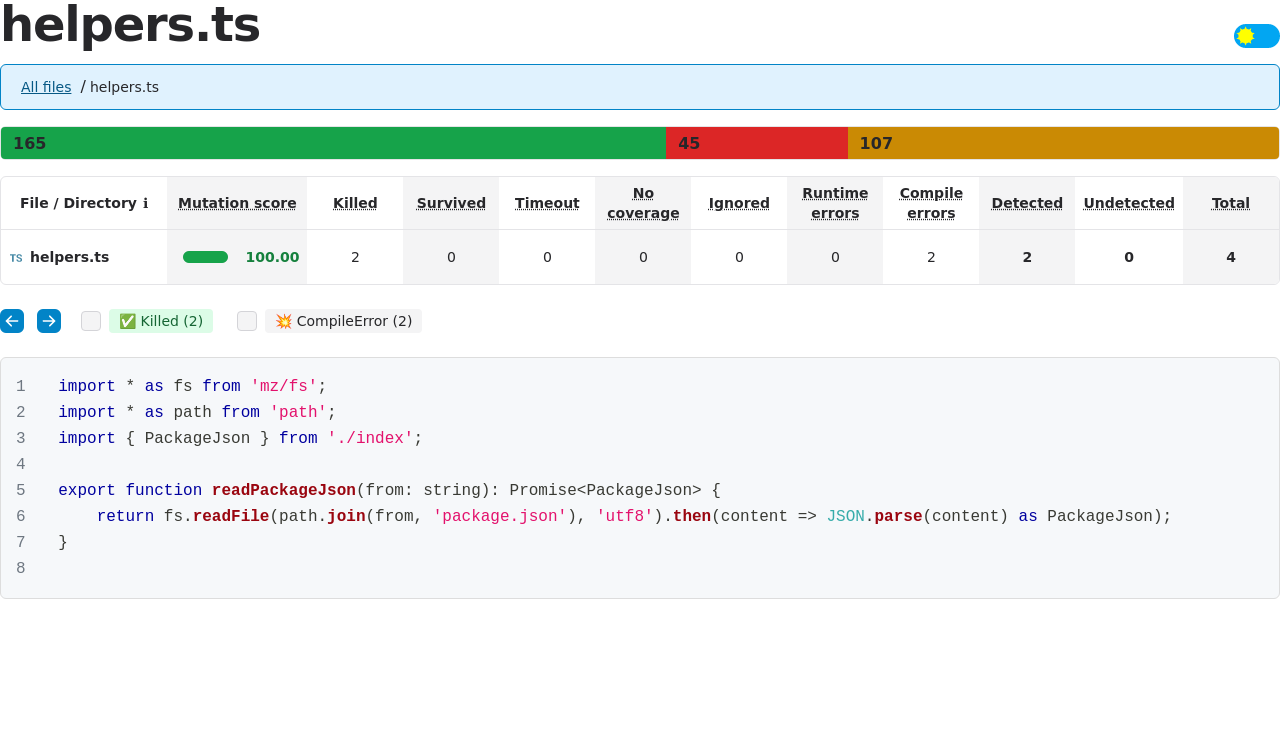 helpers.ts
All files / helpers.ts
165 45 107
File / Directory ℹ Mutation score Killed Survived Timeout No coverage Ignored Runtime errors Compile errors Detected Undetected Total
TS helpers.ts 100.00 2 0 0 0 0 0 2 2 0 4
← → ✅ Killed (2) 💥 CompileError (2)
1 import * as fs from 'mz/fs';
2 import * as path from 'path';
3 import { PackageJson } from './index';
4
5 export function readPackageJson(from: string): Promise<PackageJson> {
6     return fs.readFile(path.join(from, 'package.json'), 'utf8').then(content => JSON.parse(content) as PackageJson);
7 }
8